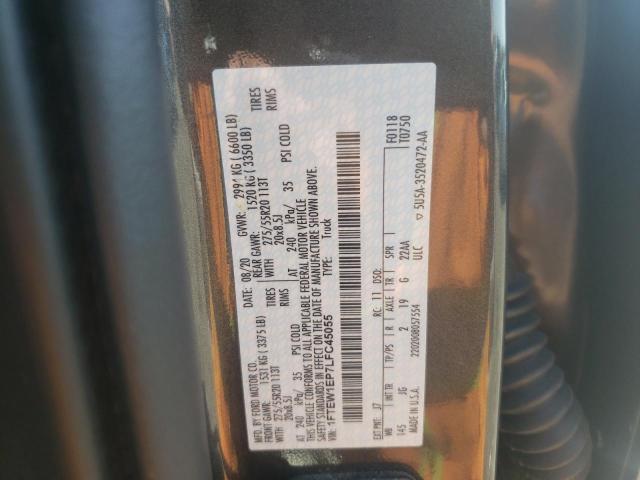 MFD. BY FORD MOTOR CO.
DATE: 08/20 GVWR: 299 KG ( 6600 LB)
FRONT GAWR: 1531 KG ( 3375 LB) REAR GAWR: 1520 KG ( 3350 LB)
275/55R20 113T TIRES WITH 275/55R20 113T TIRES
20x8.5J RIMS 20x8.5J RIMS
AT 240 kPa/ 35 PSI COLD AT 240 kPa/ 35 PSI COLD
THIS VEHICLE CONFORMS TO ALL APPLICABLE FEDERAL MOTOR VEHICLE
SAFETY STANDARDS IN EFFECT ON THE DATE OF MANUFACTURE SHOWN ABOVE.
1FTEW1EP7LFC45055 TYPE: Truck
F0118
T0750
EXT PNT: J7 RC: 11 DSO:
WB INT TR TP/PS R AXLE TR SPR
145 JG 2 19 G 22AA
MADE IN U.S.A. 2202008057554 ULC
▽ 5U5A-3520472-AA